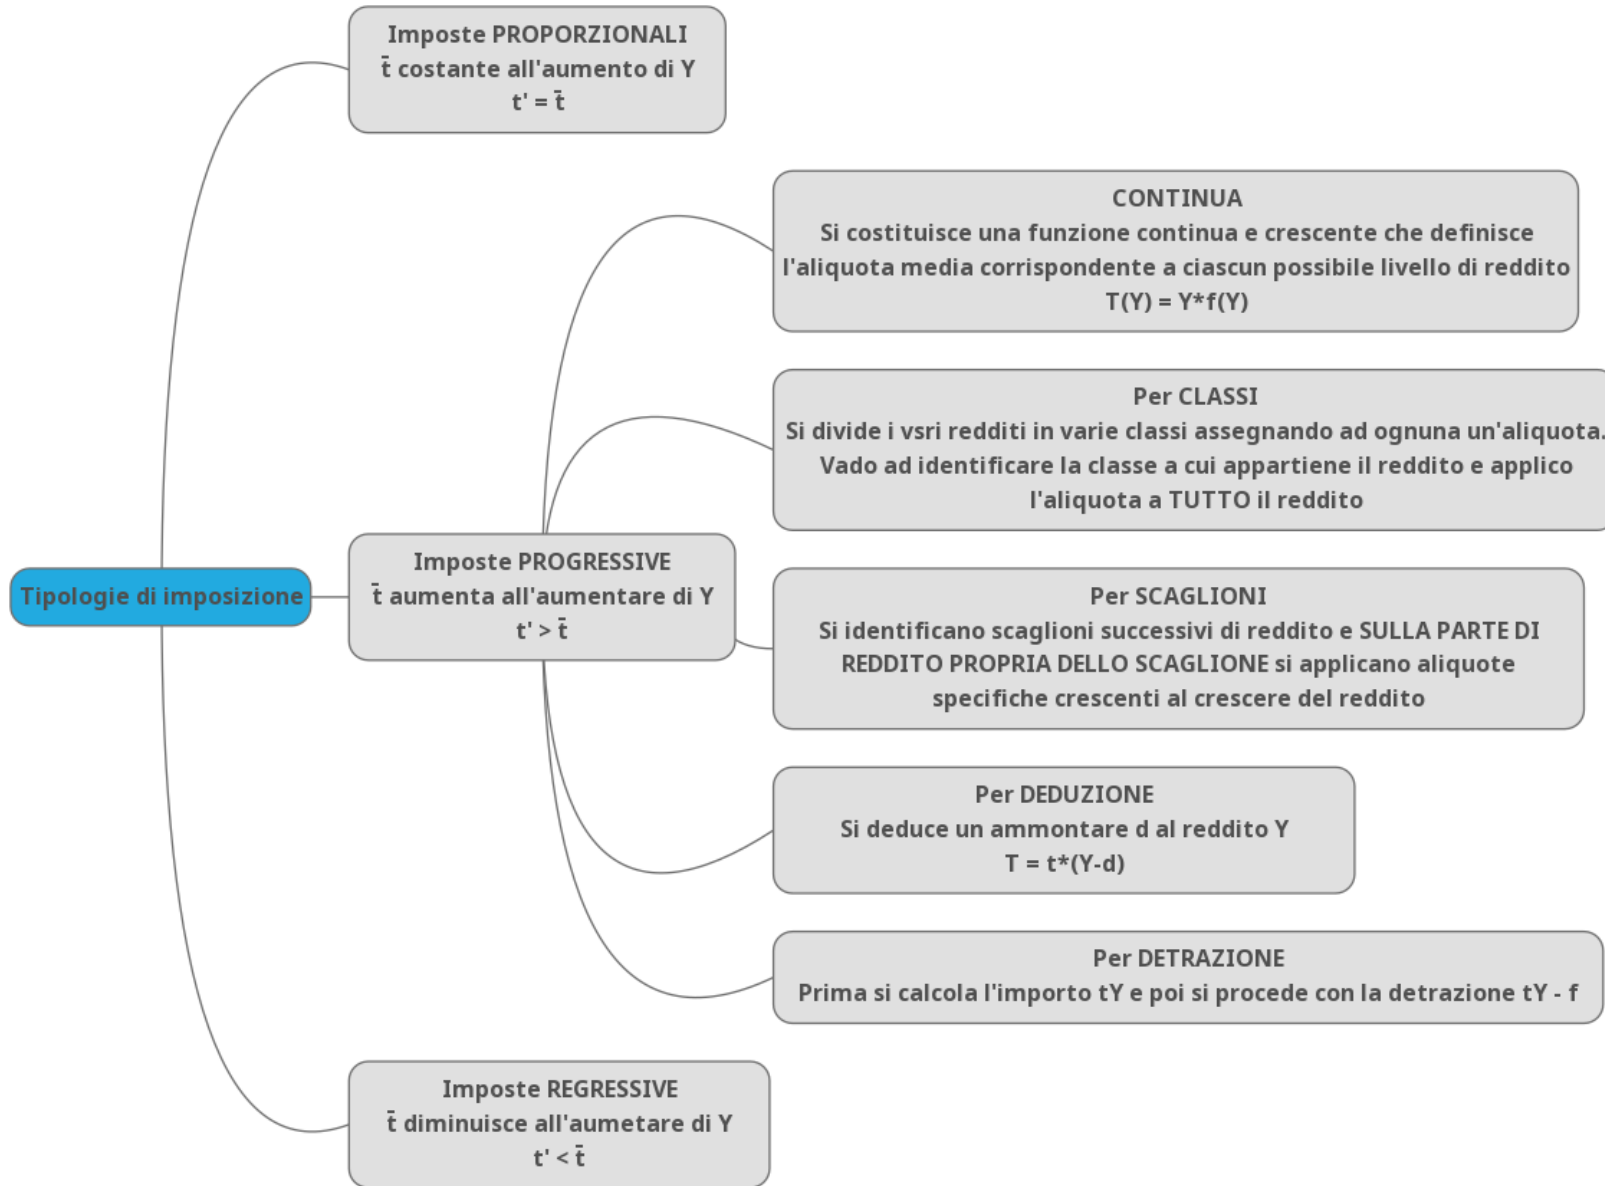 Tipologie di imposizione
Imposte PROPORZIONALI
t̄ costante all'aumento di Y
t' = t̄
Imposte PROGRESSIVE
t̄ aumenta all'aumentare di Y
t' > t̄
CONTINUA
Si costituisce una funzione continua e crescente che definisce
l'aliquota media corrispondente a ciascun possibile livello di reddito
T(Y) = Y*f(Y)
Per CLASSI
Si divide i vsri redditi in varie classi assegnando ad ognuna un'aliquota.
Vado ad identificare la classe a cui appartiene il reddito e applico
l'aliquota a TUTTO il reddito
Per SCAGLIONI
Si identificano scaglioni successivi di reddito e SULLA PARTE DI
REDDITO PROPRIA DELLO SCAGLIONE si applicano aliquote
specifiche crescenti al crescere del reddito
Per DEDUZIONE
Si deduce un ammontare d al reddito Y
T = t*(Y-d)
Per DETRAZIONE
Prima si calcola l'importo tY e poi si procede con la detrazione tY - f
Imposte REGRESSIVE
t̄ diminuisce all'aumetare di Y
t' < t̄